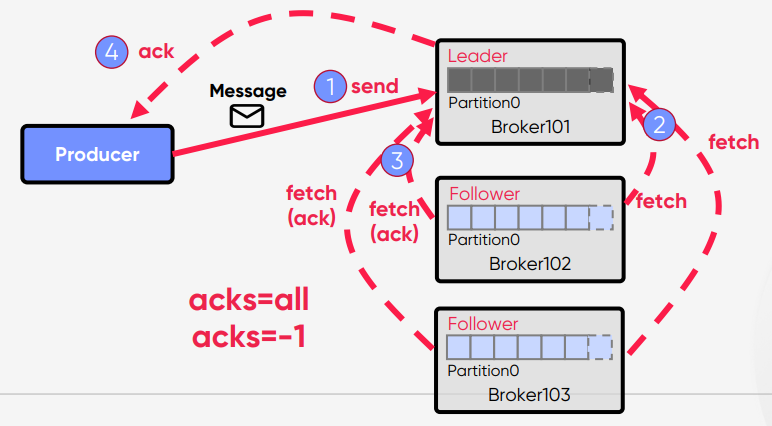 4
ack
Message
1
send
Producer
Leader
Partition0
Broker101
2
fetch
3
fetch
(ack)
fetch
(ack)
Follower
fetch
Partition0
Broker102
acks=all
acks=-1
Follower
Partition0
Broker103